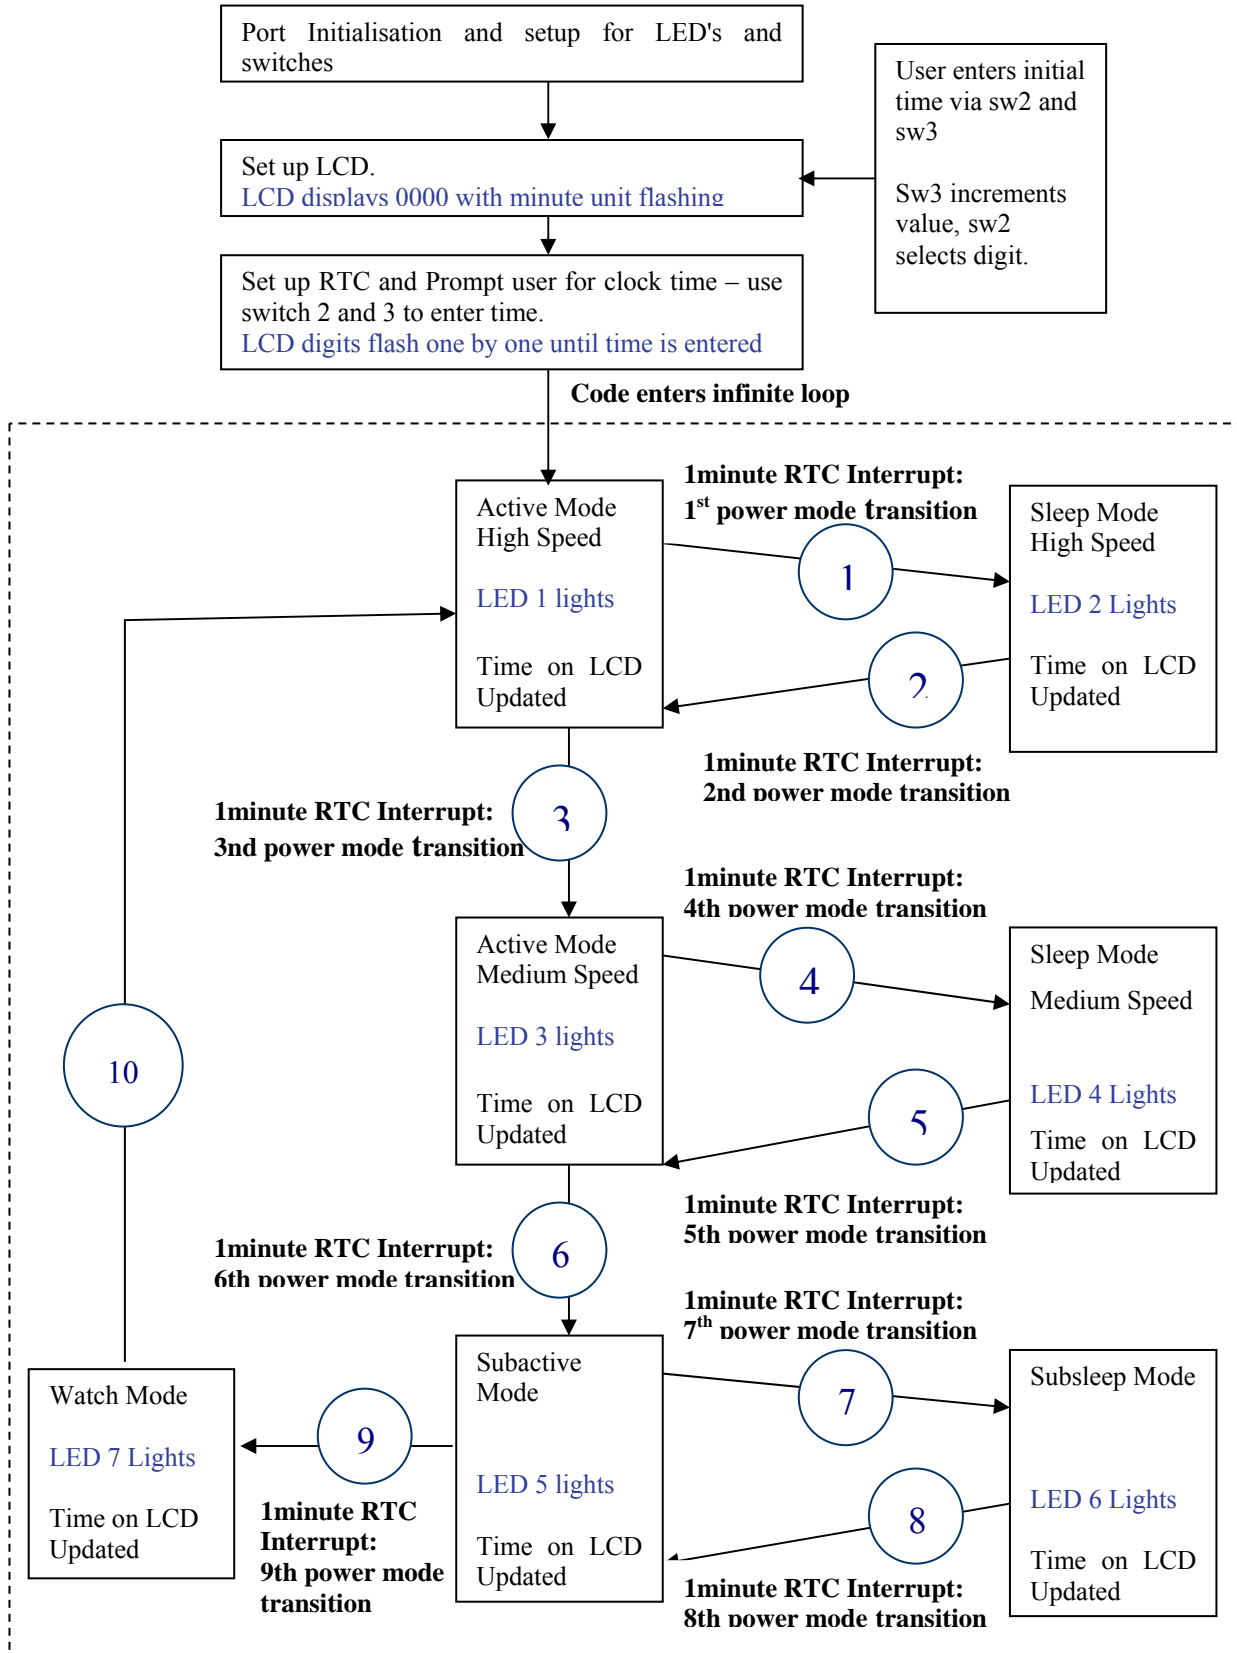 Port Initialisation and setup for LED's and
switches
User enters initial
time via sw2 and
sw3
Sw3 increments
value, sw2
selects digit.
Set up LCD.
LCD displays 0000 with minute unit flashing
Set up RTC and Prompt user for clock time – use
switch 2 and 3 to enter time.
LCD digits flash one by one until time is entered
Code enters infinite loop
Active Mode
High Speed
LED 1 lights
Time on LCD
Updated
1minute RTC Interrupt:
1st power mode transition
1
Sleep Mode
High Speed
LED 2 Lights
Time on LCD
Updated
2
1minute RTC Interrupt:
2nd power mode transition
1minute RTC Interrupt:
3nd power mode transition
3
Active Mode
Medium Speed
LED 3 lights
Time on LCD
Updated
1minute RTC Interrupt:
4th power mode transition
4
Sleep Mode
Medium Speed
LED 4 Lights
Time on LCD
Updated
5
1minute RTC Interrupt:
5th power mode transition
10
1minute RTC Interrupt:
6th power mode transition
6
Subactive
Mode
LED 5 lights
Time on LCD
Updated
1minute RTC Interrupt:
7th power mode transition
7
Subsleep Mode
LED 6 Lights
Time on LCD
Updated
8
1minute RTC Interrupt:
8th power mode transition
9
1minute RTC
Interrupt:
9th power mode
transition
Watch Mode
LED 7 Lights
Time on LCD
Updated